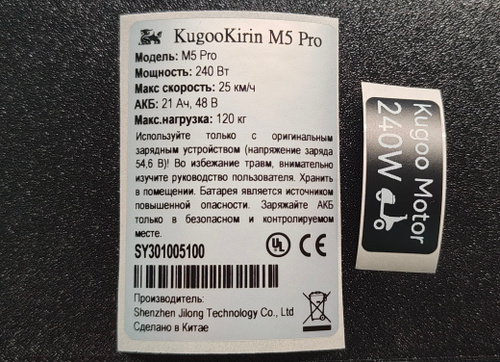 KugooKirin M5 Pro
Модель: M5 Pro
Мощность: 240 Вт
Макс скорость: 25 км/ч
АКБ: 21 Ач, 48 В
Макс.нагрузка: 120 кг
Используйте только с оригинальным
зарядным устройством (напряжение заряда
54,6 В)! Во избежание травм, внимательно
изучите руководство пользователя. Хранить
в помещении. Батарея является источником
повышенной опасности. Заряжайте АКБ
только в безопасном и контролируемом
месте.
SY301005100
UL CE
Производитель:
Shenzhen Jilong Technology Co., Ltd
Сделано в Китае
Kugoo Motor
240W